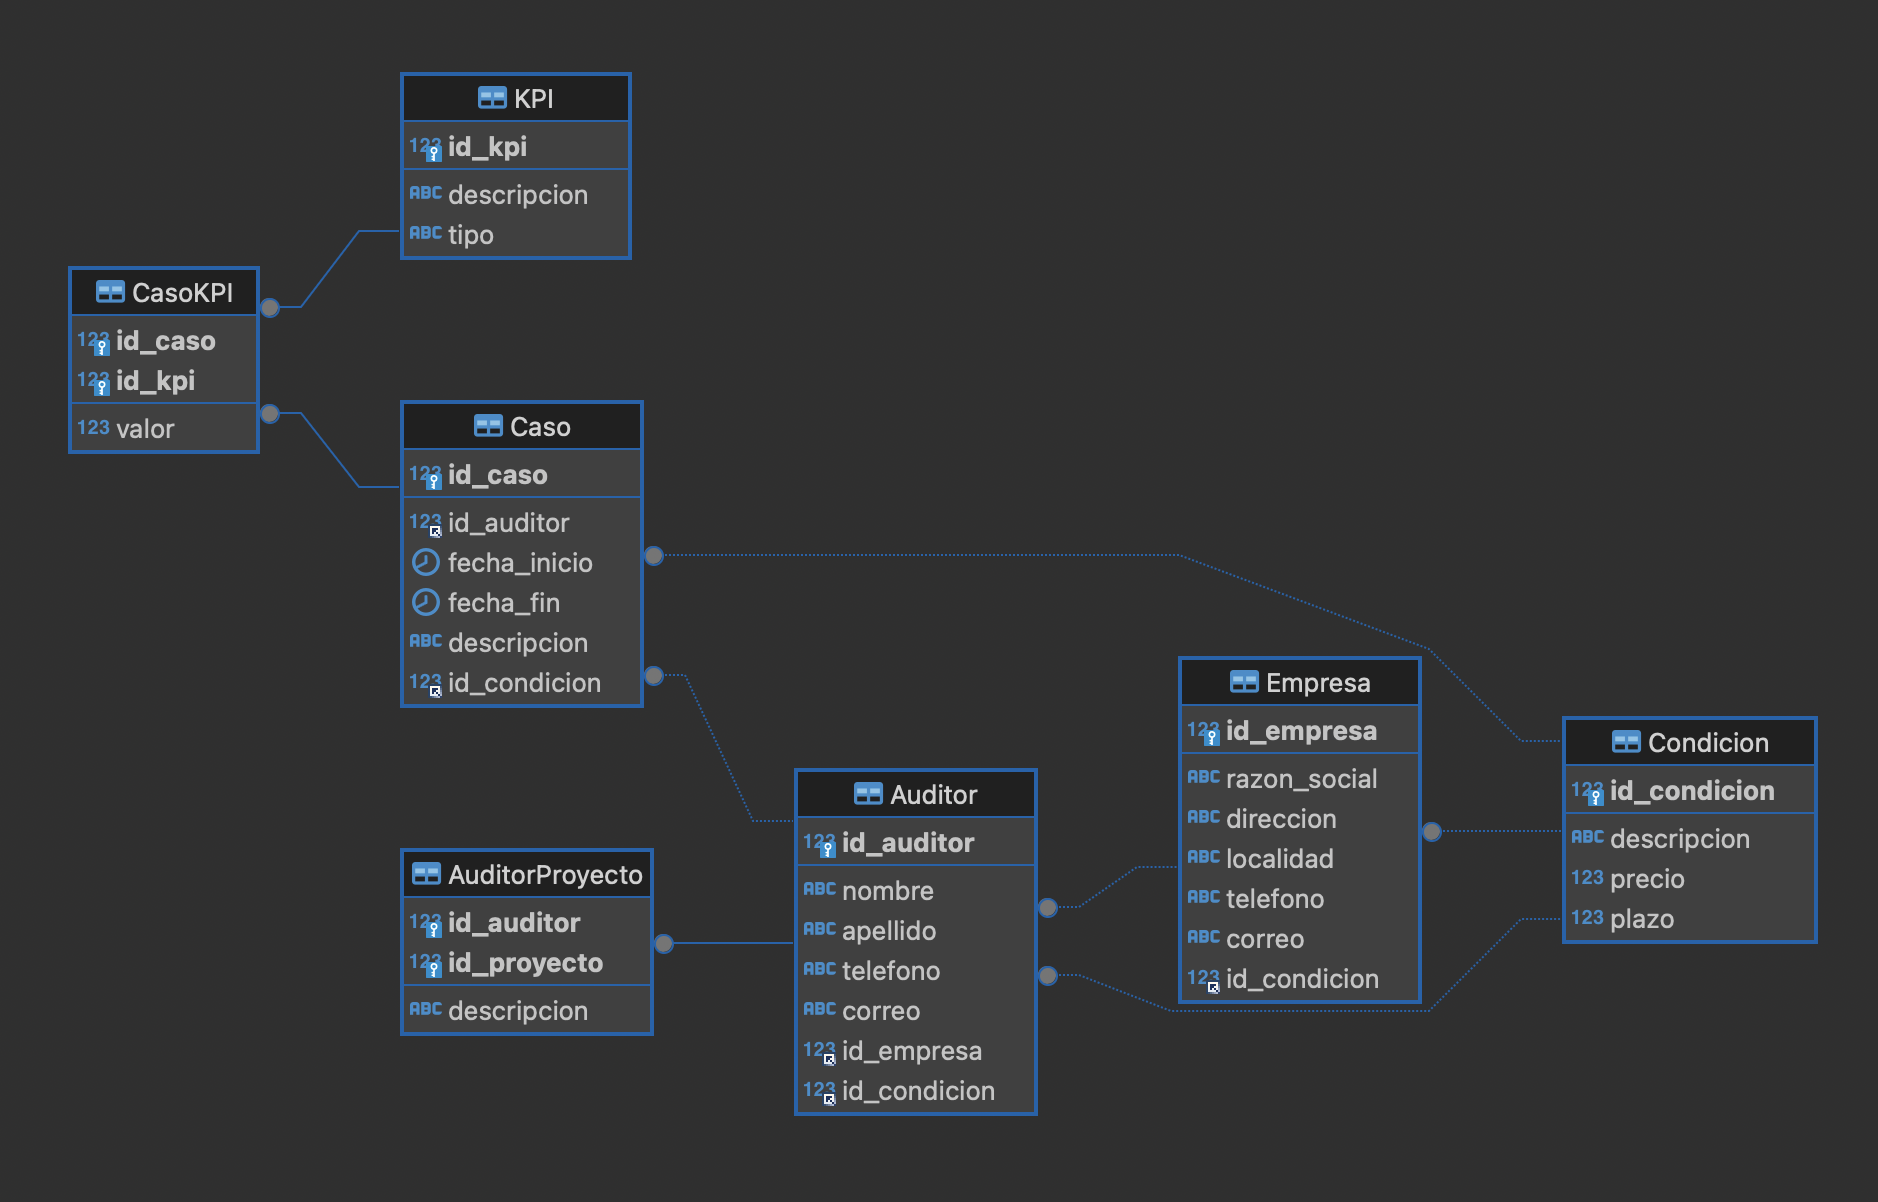 KPI
123 id_kpi
ABC descripcion
ABC tipo
CasoKPI
123 id_caso
123 id_kpi
123 valor
Caso
123 id_caso
123 id_auditor
fecha_inicio
fecha_fin
ABC descripcion
123 id_condicion
Empresa
123 id_empresa
ABC razon_social
ABC direccion
ABC localidad
ABC telefono
ABC correo
123 id_condicion
Condicion
123 id_condicion
ABC descripcion
123 precio
123 plazo
Auditor
123 id_auditor
ABC nombre
ABC apellido
ABC telefono
ABC correo
123 id_empresa
123 id_condicion
AuditorProyecto
123 id_auditor
123 id_proyecto
ABC descripcion